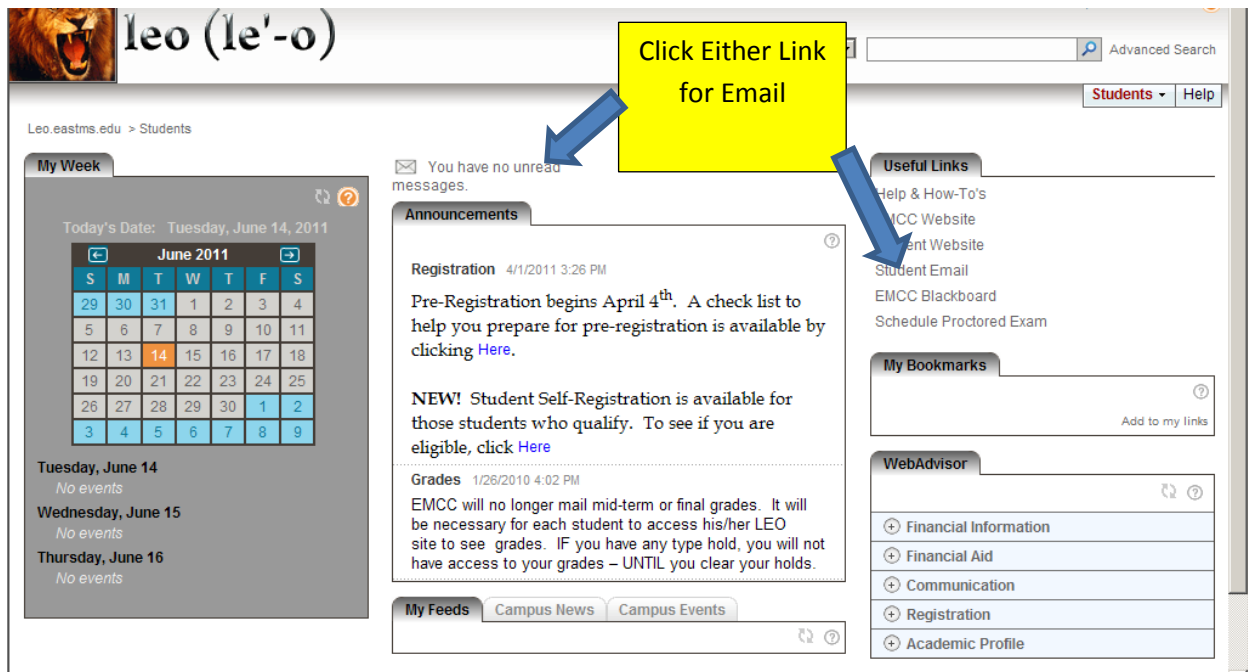 leo (le'-o)
Click Either Link
for Email
Advanced Search
Students Help
Leo.eastms.edu > Students
My Week
Today's Date: Tuesday, June 14, 2011
June 2011
S M T W T F S
29 30 31 1 2 3 4
5 6 7 8 9 10 11
12 13 14 15 16 17 18
19 20 21 22 23 24 25
26 27 28 29 30 1 2
3 4 5 6 7 8 9
Tuesday, June 14
No events
Wednesday, June 15
No events
Thursday, June 16
No events
You have no unread
messages.
Announcements
Registration 4/1/2011 3:26 PM
Pre-Registration begins April 4th. A check list to
help you prepare for pre-registration is available by
clicking Here.
NEW! Student Self-Registration is available for
those students who qualify. To see if you are
eligible, click Here
Grades 1/26/2010 4:02 PM
EMCC will no longer mail mid-term or final grades. It will
be necessary for each student to access his/her LEO
site to see grades. IF you have any type hold, you will not
have access to your grades – UNTIL you clear your holds.
My Feeds Campus News Campus Events
Useful Links
Help & How-To's
Website
Website
Student Email
EMCC Blackboard
Schedule Proctored Exam
My Bookmarks
Add to my links
WebAdvisor
Financial Information
Financial Aid
Communication
Registration
Academic Profile